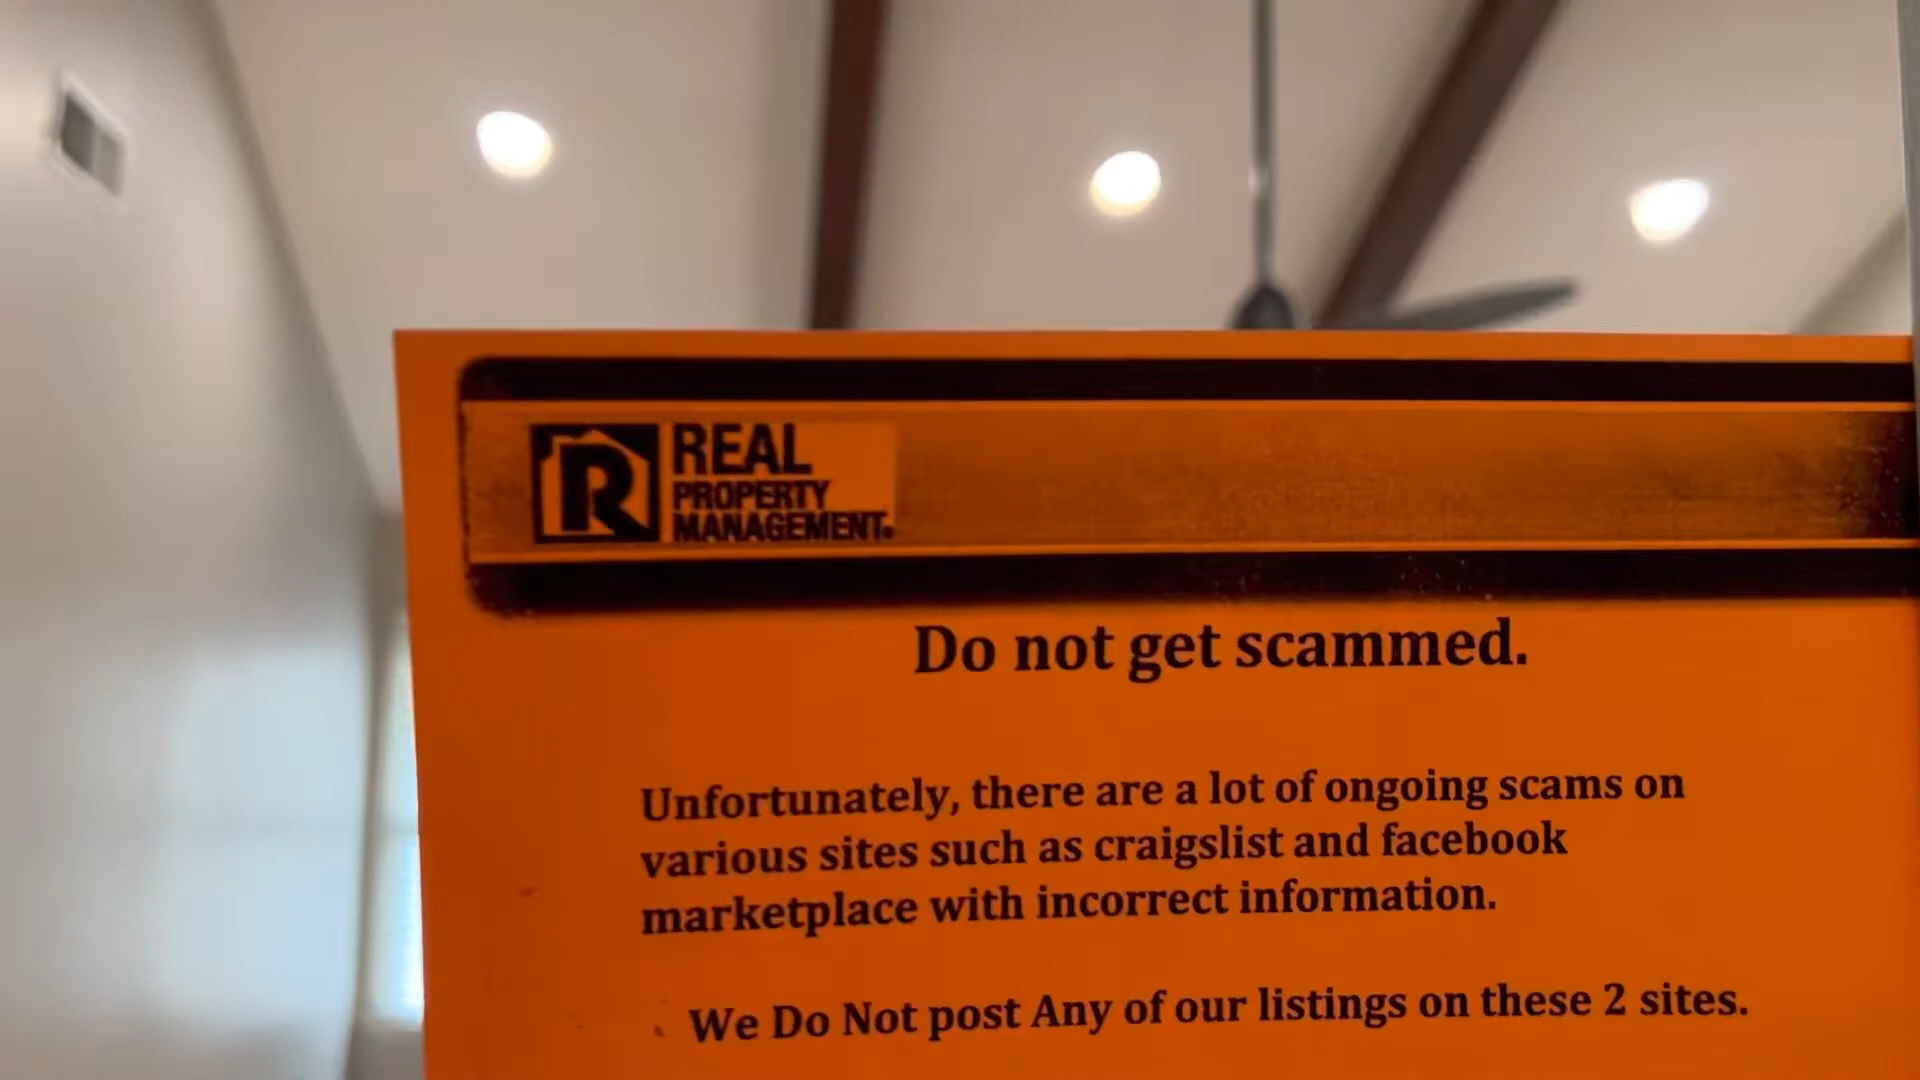 REAL
PROPERTY
MANAGEMENT
Do not get scammed.
Unfortunately, there are a lot of ongoing scams on
various sites such as craigslist and facebook
marketplace with incorrect information.
We Do Not post Any of our listings on these 2 sites.